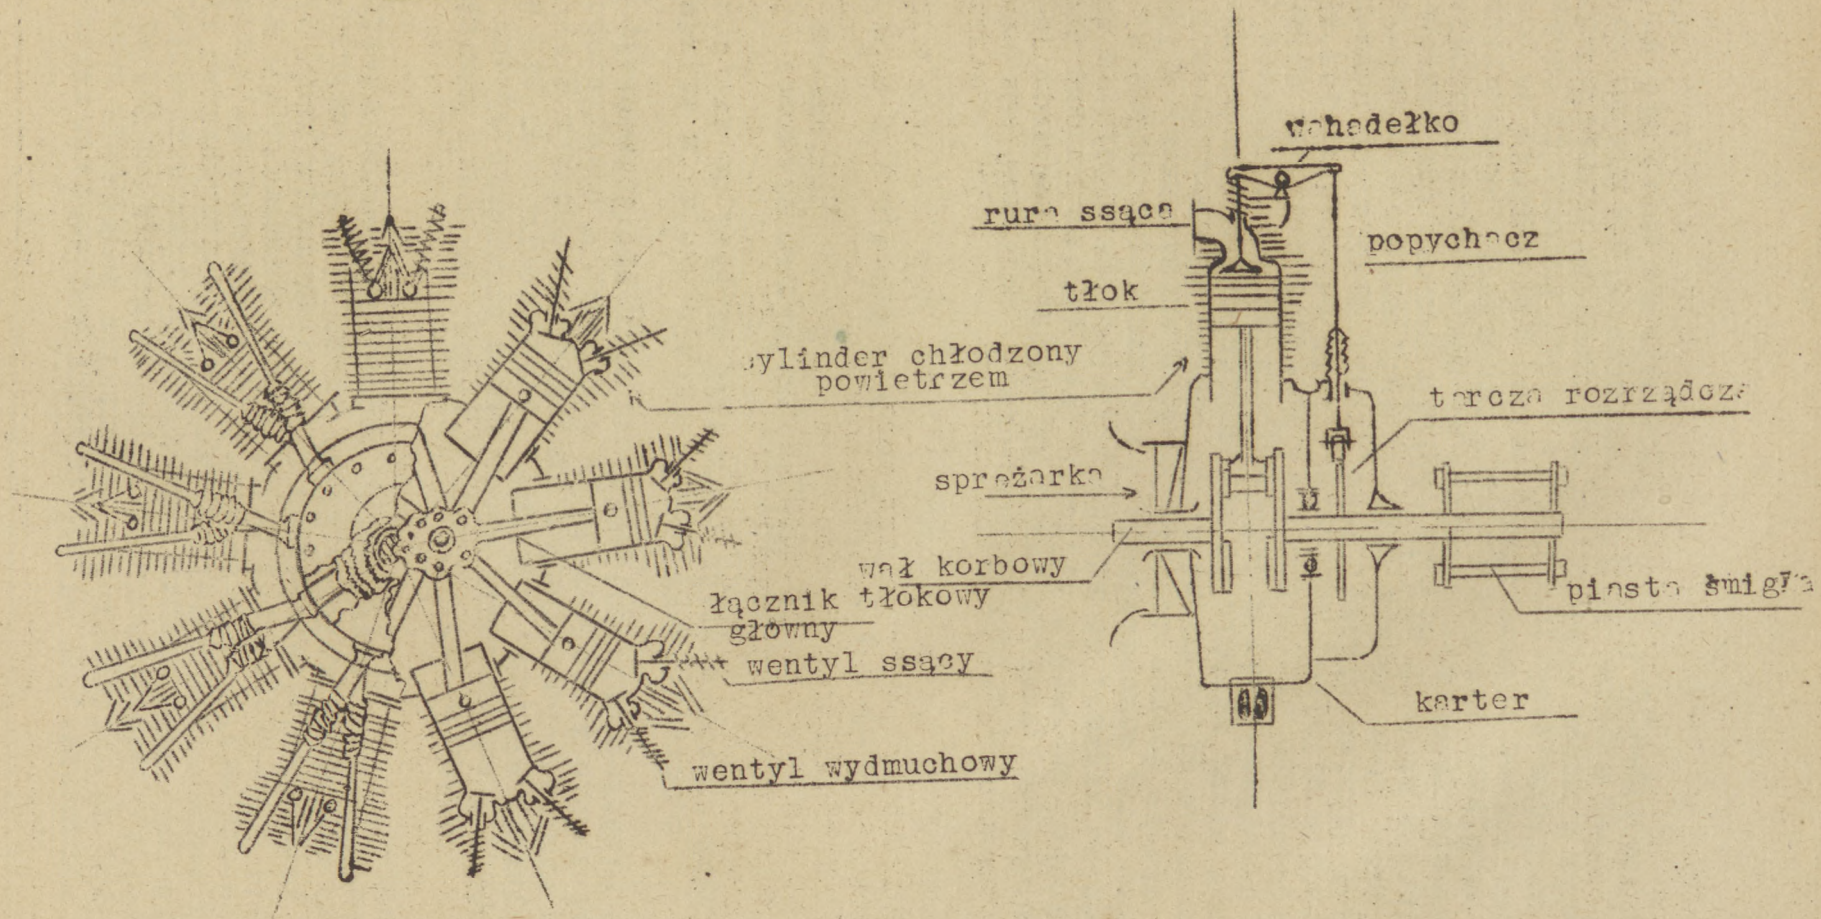 wahadełko
rura ssąca
popychacz
tłok
cylinder chłodzony
powietrzem
tarcza rozrządcza
sprężarka
wał korbowy
piasta śmigła
łącznik tłokowy
główny
wentyl ssący
karter
wentyl wydmuchowy